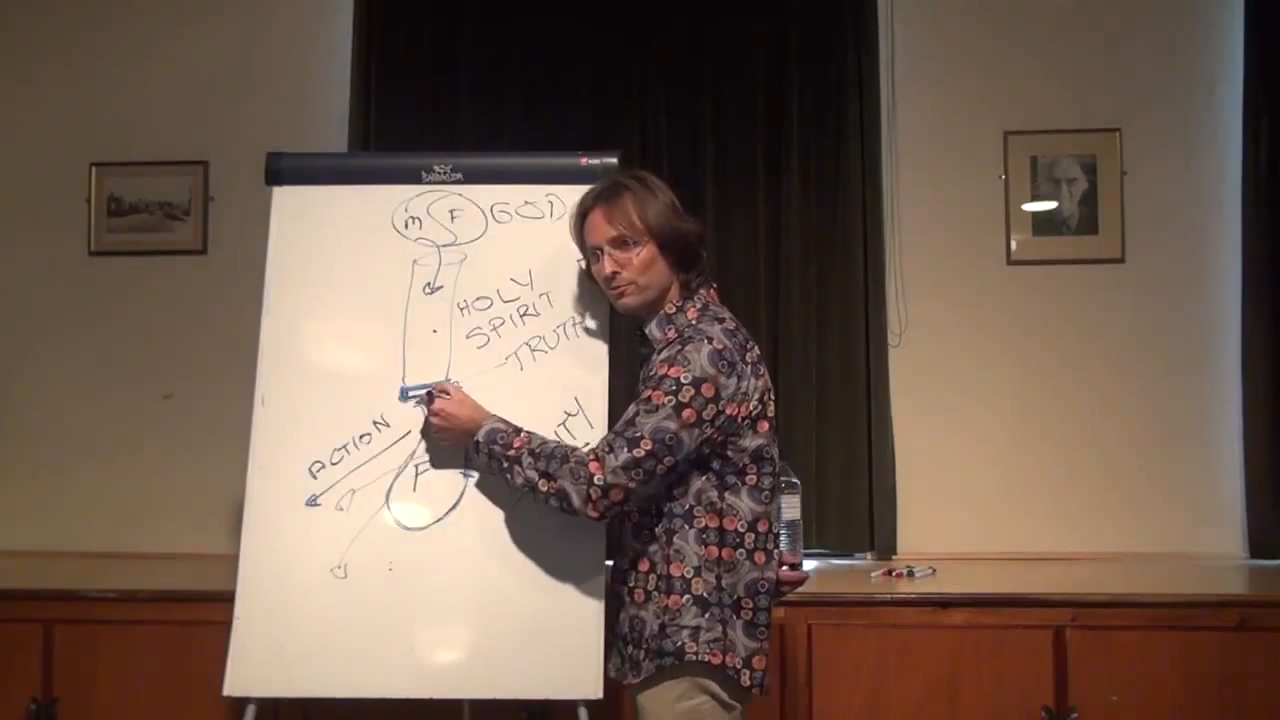 m F GOD
HOLY
SPIRIT
TRUTH
ACTION
F